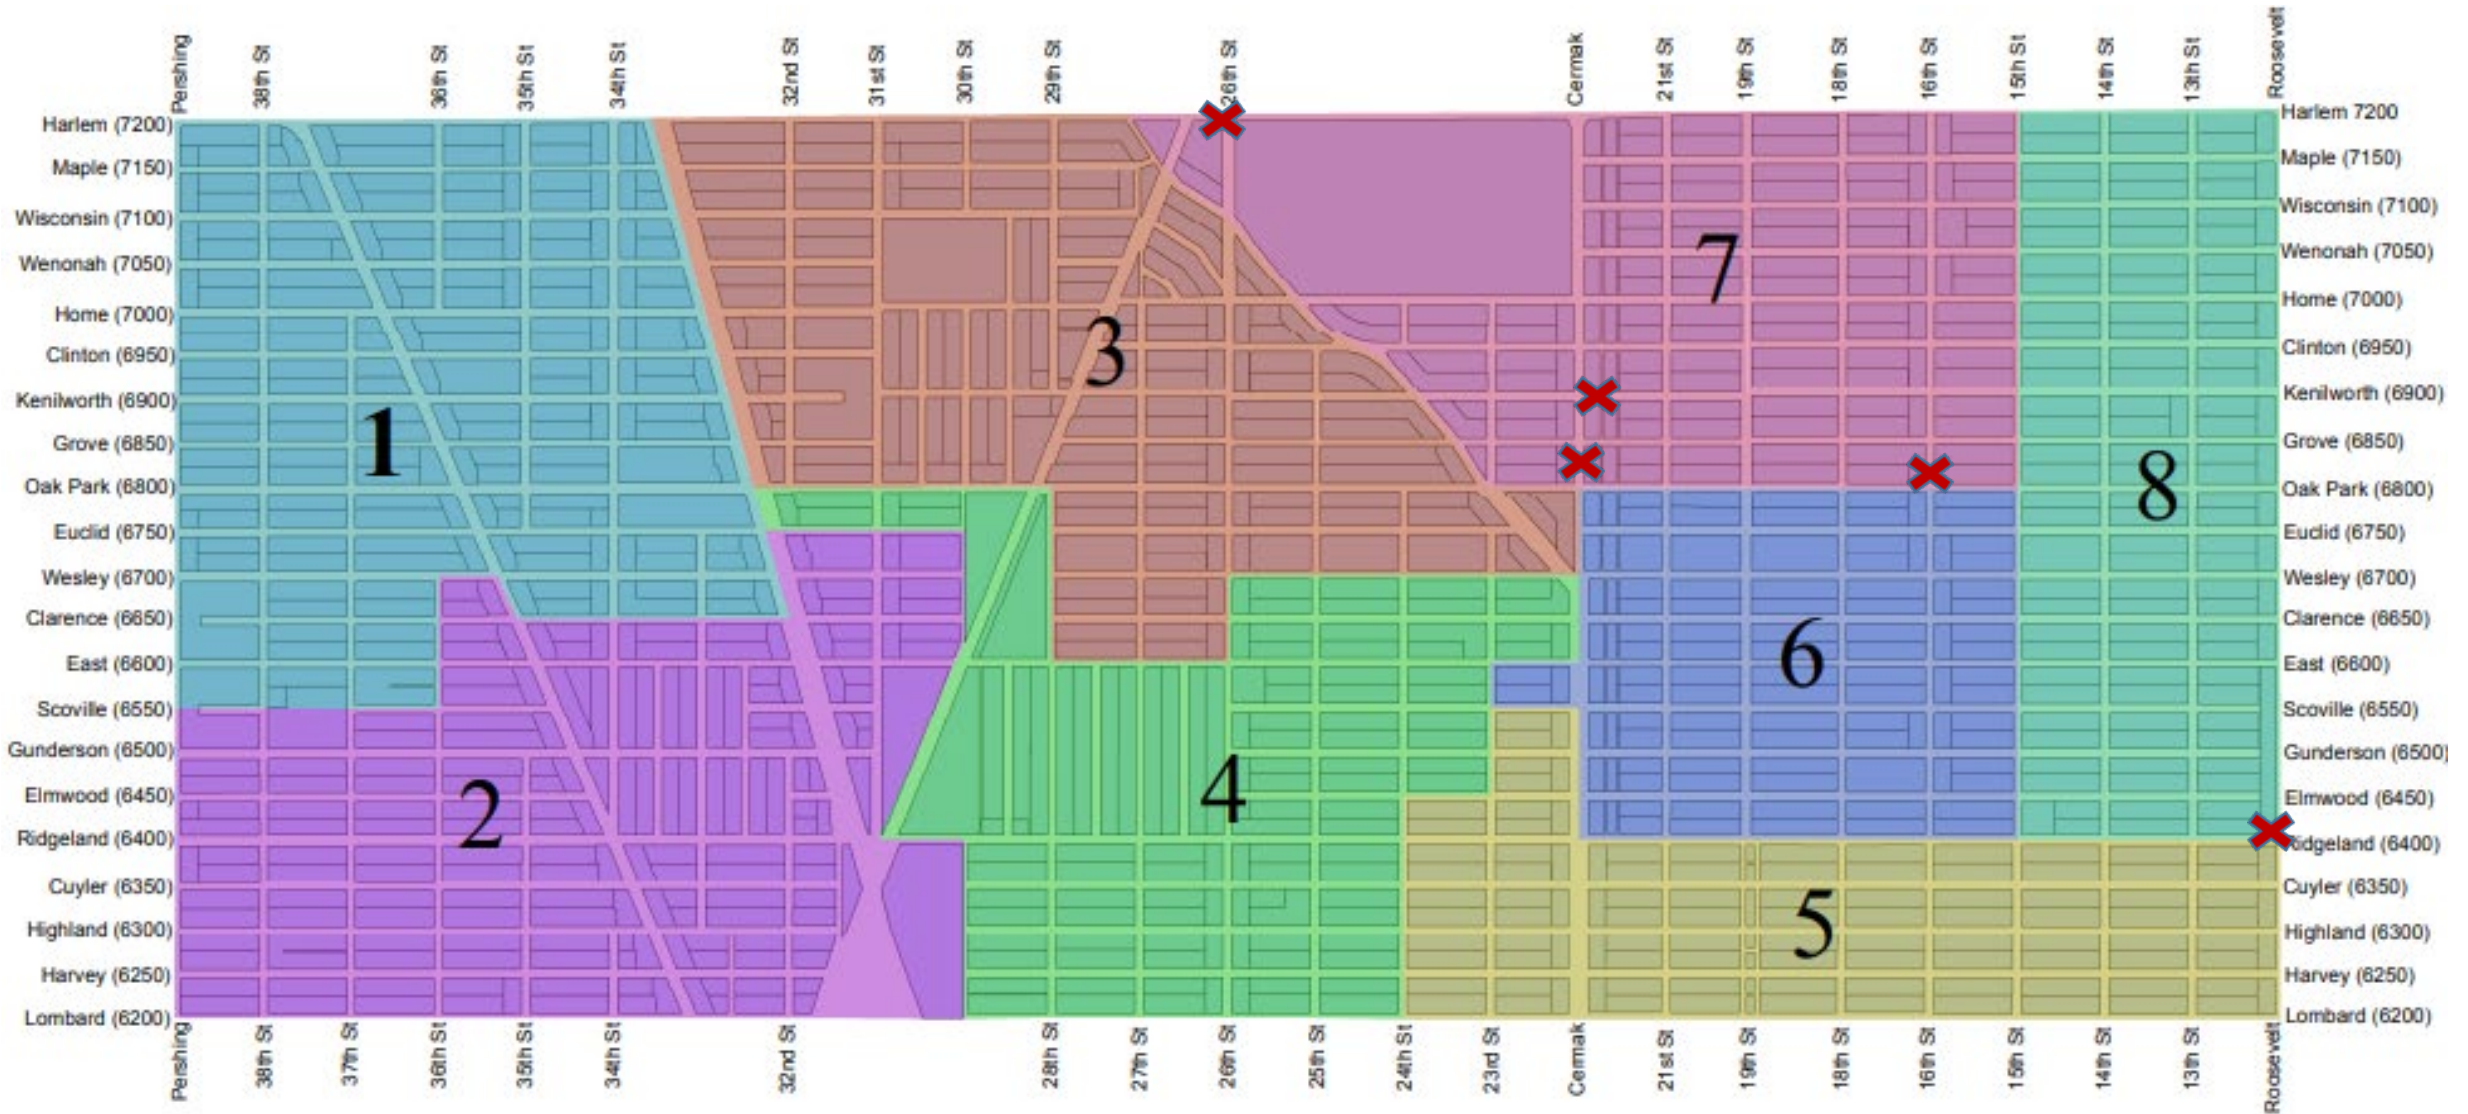 Pershing
38th St
36th St
35th St
34th St
32nd St
31st St
30th St
29th St
26th St
Cermak
21st St
19th St
18th St
16th St
15th St
14th St
13th St
Roosevelt
Harlem (7200)
Maple (7150)
Wisconsin (7100)
Wenonah (7050)
Home (7000)
Clinton (6950)
Kenilworth (6900)
Grove (6850)
Oak Park (6800)
Euclid (6750)
Wesley (6700)
Clarence (6650)
East (6600)
Scoville (6550)
Gunderson (6500)
Elmwood (6450)
Ridgeland (6400)
Cuyler (6350)
Highland (6300)
Harvey (6250)
Lombard (6200)
1
2
3
4
5
6
7
8
Harlem 7200
Maple (7150)
Wisconsin (7100)
Wenonah (7050)
Home (7000)
Clinton (6950)
Kenilworth (6900)
Grove (6850)
Oak Park (6800)
Euclid (6750)
Wesley (6700)
Clarence (6650)
East (6600)
Scoville (6550)
Gunderson (6500)
Elmwood (6450)
Ridgeland (6400)
Cuyler (6350)
Highland (6300)
Harvey (6250)
Lombard (6200)
Pershing
38th St
37th St
36th St
35th St
34th St
32nd St
28th St
27th St
26th St
25th St
24th St
23rd St
Cermak
21st St
19th St
18th St
16th St
15th St
14th St
13th St
Roosevelt